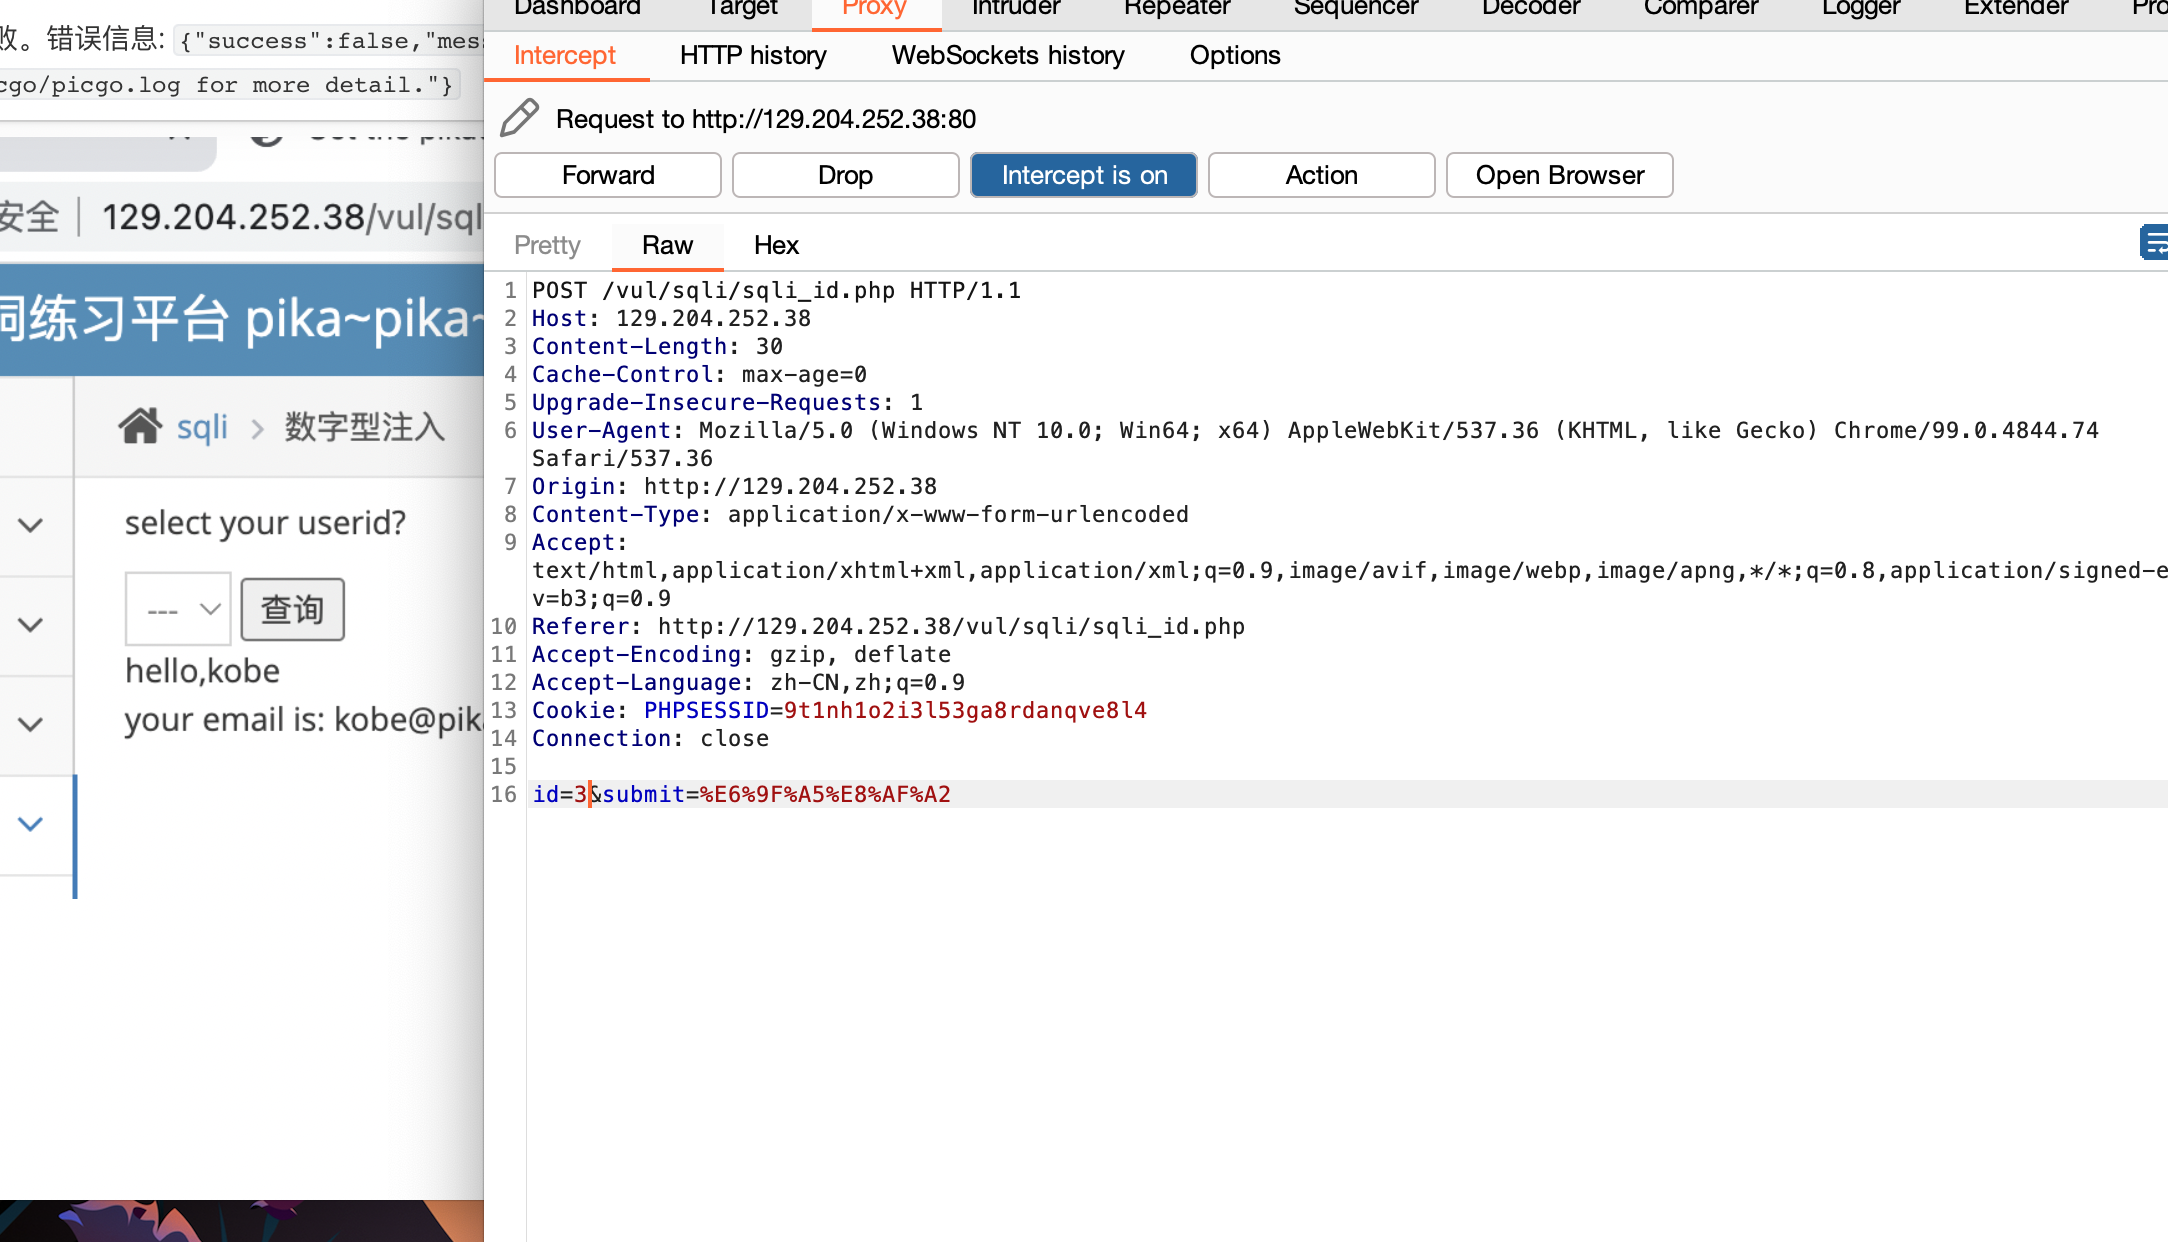 败。错误信息: {"success":false,"mes
cgo/picgo.log for more detail."}
安全 129.204.252.38/vul/sql
洞练习平台 pika~pika~
sqli > 数字型注入
select your userid?
---
查询
hello,kobe
your email is: kobe@pik
Dashboard Target Proxy Intruder Repeater Sequencer Decoder Comparer Logger Extender Pro
Intercept HTTP history WebSockets history Options
Request to http://129.204.252.38:80
Forward Drop Intercept is on Action Open Browser
Pretty Raw Hex
1 POST /vul/sqli/sqli_id.php HTTP/1.1
2 Host: 129.204.252.38
3 Content-Length: 30
4 Cache-Control: max-age=0
5 Upgrade-Insecure-Requests: 1
6 User-Agent: Mozilla/5.0 (Windows NT 10.0; Win64; x64) AppleWebKit/537.36 (KHTML, like Gecko) Chrome/99.0.4844.74
Safari/537.36
7 Origin: http://129.204.252.38
8 Content-Type: application/x-www-form-urlencoded
9 Accept:
text/html,application/xhtml+xml,application/xml;q=0.9,image/avif,image/webp,image/apng,*/*;q=0.8,application/signed-e
v=b3;q=0.9
10 Referer: http://129.204.252.38/vul/sqli/sqli_id.php
11 Accept-Encoding: gzip, deflate
12 Accept-Language: zh-CN,zh;q=0.9
13 Cookie: PHPSESSID=9t1nh1o2i3l53ga8rdanqve8l4
14 Connection: close
15
16 id=3&submit=%E6%9F%A5%E8%AF%A2